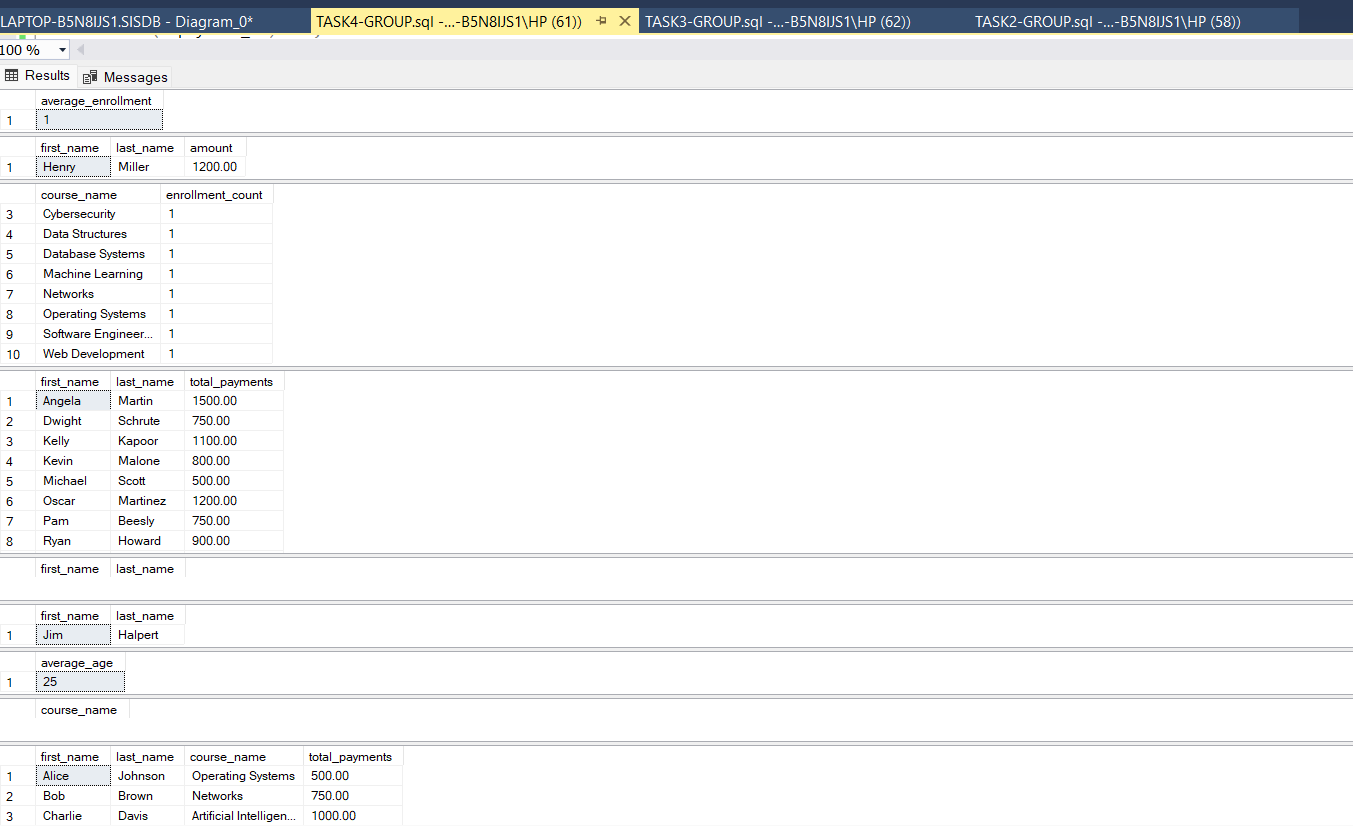 LAPTOP-B5N8IJS1.SISDB - Diagram_0* TASK4-GROUP.sql -...-B5N8IJS1\HP (61)) TASK3-GROUP.sql -...-B5N8IJS1\HP (62)) TASK2-GROUP.sql -...-B5N8IJS1\HP (58))
100 %
Results Messages
average_enrollment
1 1
first_name last_name amount
1 Henry Miller 1200.00
course_name enrollment_count
3 Cybersecurity 1
4 Data Structures 1
5 Database Systems 1
6 Machine Learning 1
7 Networks 1
8 Operating Systems 1
9 Software Engineer... 1
10 Web Development 1
first_name last_name total_payments
1 Angela Martin 1500.00
2 Dwight Schrute 750.00
3 Kelly Kapoor 1100.00
4 Kevin Malone 800.00
5 Michael Scott 500.00
6 Oscar Martinez 1200.00
7 Pam Beesly 750.00
8 Ryan Howard 900.00
first_name last_name
first_name last_name
1 Jim Halpert
average_age
1 25
course_name
first_name last_name course_name total_payments
1 Alice Johnson Operating Systems 500.00
2 Bob Brown Networks 750.00
3 Charlie Davis Artificial Intelligen... 1000.00